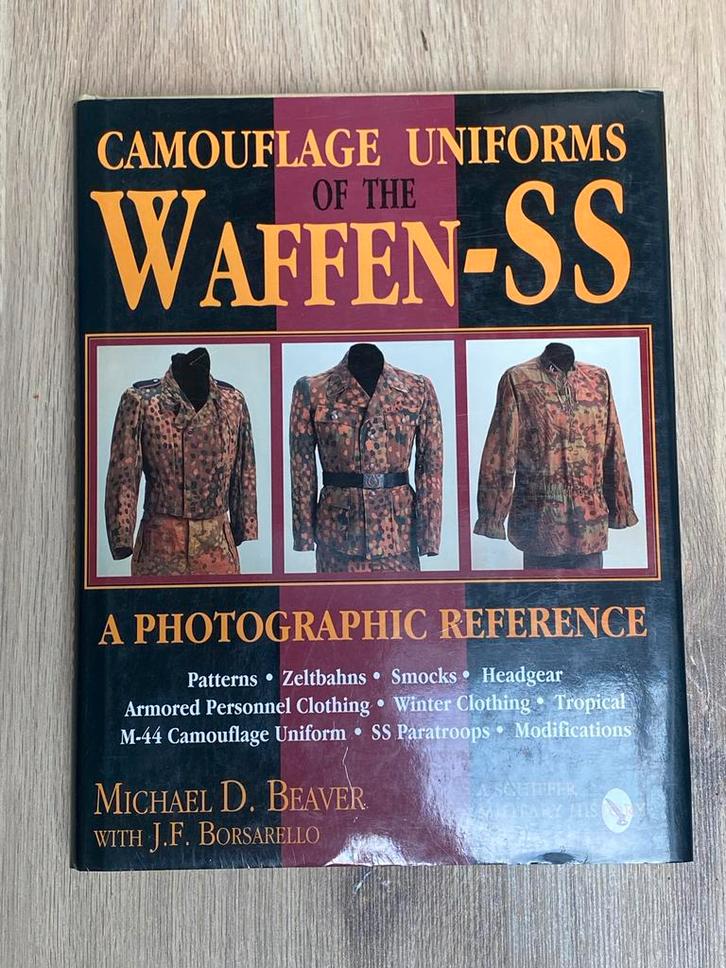 CAMOUFLAGE UNIFORMS
OF THE
WAFFEN-SS
A PHOTOGRAPHIC REFERENCE
Patterns • Zeltbahns • Smocks • Headgear
Armored Personnel Clothing • Winter Clothing • Tropical
M-44 Camouflage Uniform • SS Paratroops • Modifications
MICHAEL D. BEAVER
WITH J.F. BORSARELLO
A SCHIFFER
MILITARY